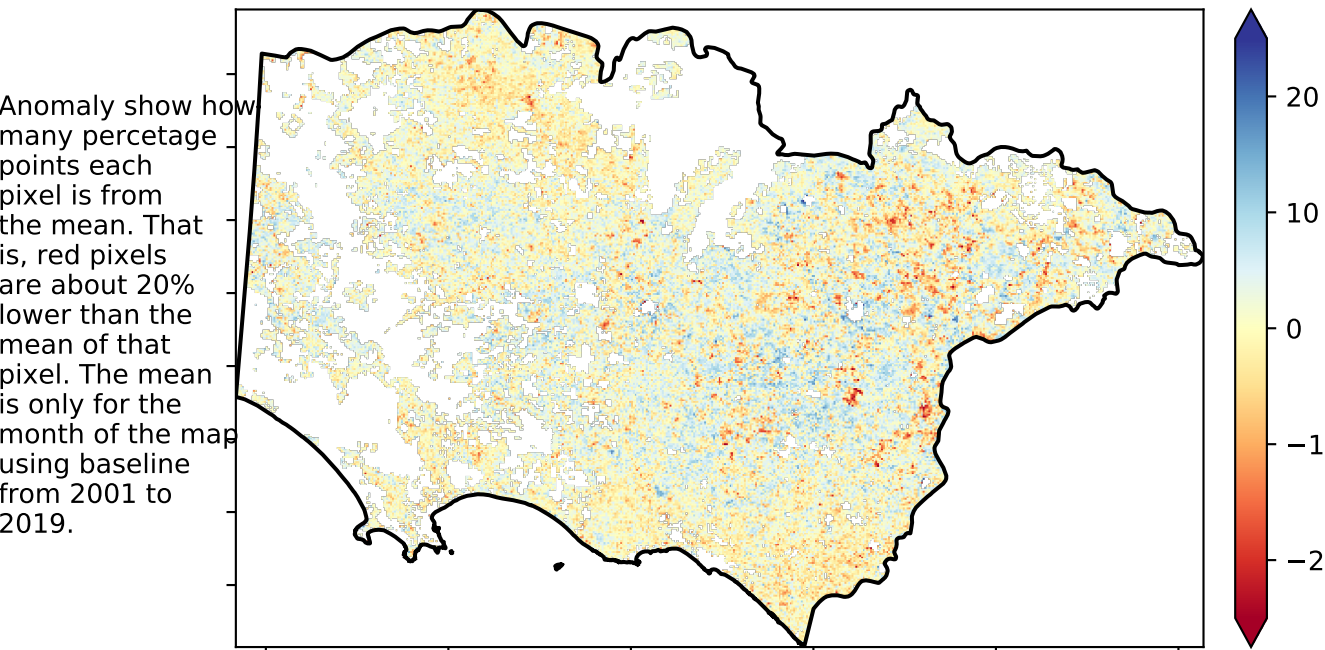 Anomaly show how
many percetage
points each
pixel is from
the mean. That
is, red pixels
are about 20%
lower than the
mean of that
pixel. The mean
is only for the
month of the map
using baseline
from 2001 to
2019.
20
10
0
−1
−2